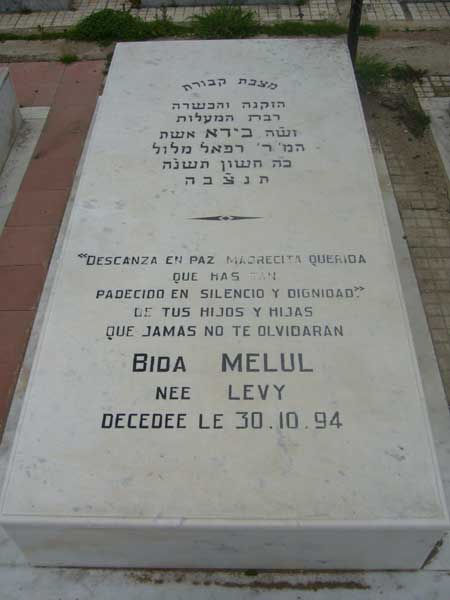 מצבת קבורת
הזקנה והכשרה
רבת המעלות
ושׂה בידא אשת
המ׳ ר׳ רפאל מלול
כה חשון תשנה
תנצבה
"DESCANZA EN PAZ MADRECITA QUERIDA
QUE HAS TAN
PADECIDO EN SILENCIO Y DIGNIDAD."
DE TUS HIJOS Y HIJAS
QUE JAMAS NO TE OLVIDARAN
BIDA MELUL
NEE LEVY
DECEDEE LE 30.10.94